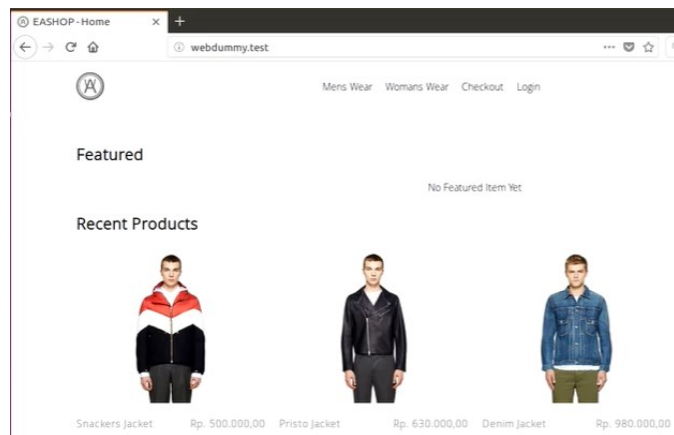 EASHOP - Home
webdummy.test
Mens Wear Womans Wear Checkout Login
Featured
No Featured Item Yet
Recent Products
Snackers Jacket Rp. 500.000,00 Pristo Jacket Rp. 630.000,00 Denim Jacket Rp. 980.000,00